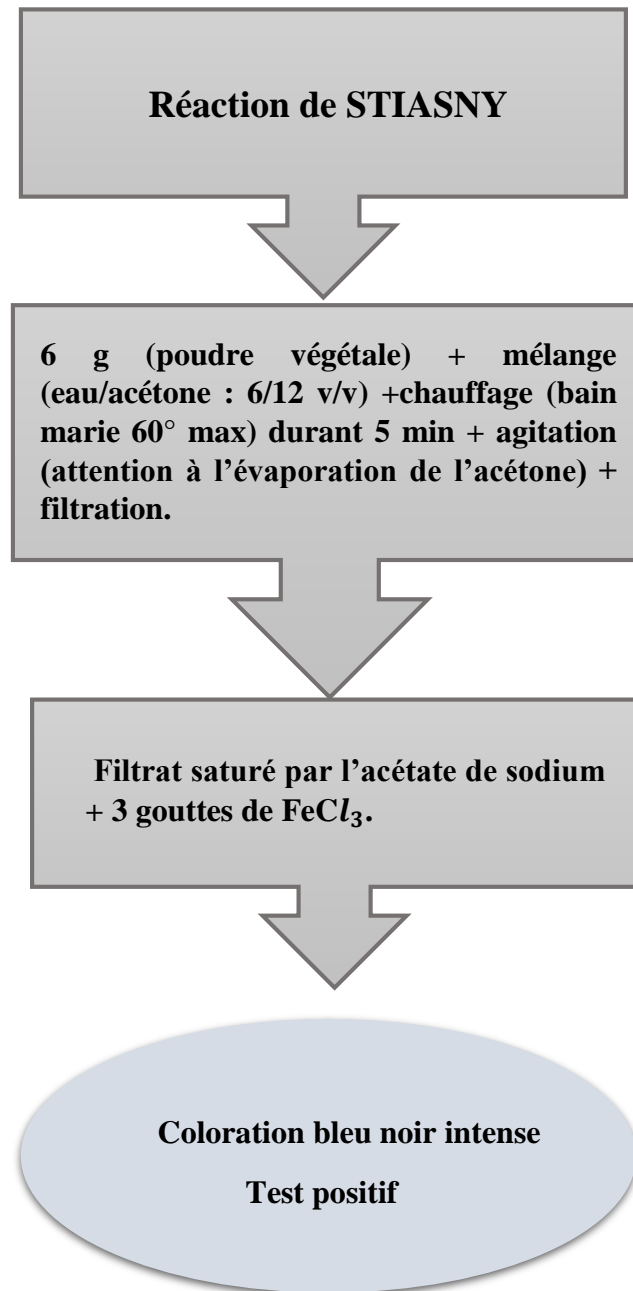 Réaction de STIASNY
6 g (poudre végétale) + mélange
(eau/acétone : 6/12 v/v) +chauffage (bain
marie 60° max) durant 5 min + agitation
(attention à l’évaporation de l’acétone) +
filtration.
Filtrat saturé par l’acétate de sodium
+ 3 gouttes de FeCl₃.
Coloration bleu noir intense
Test positif